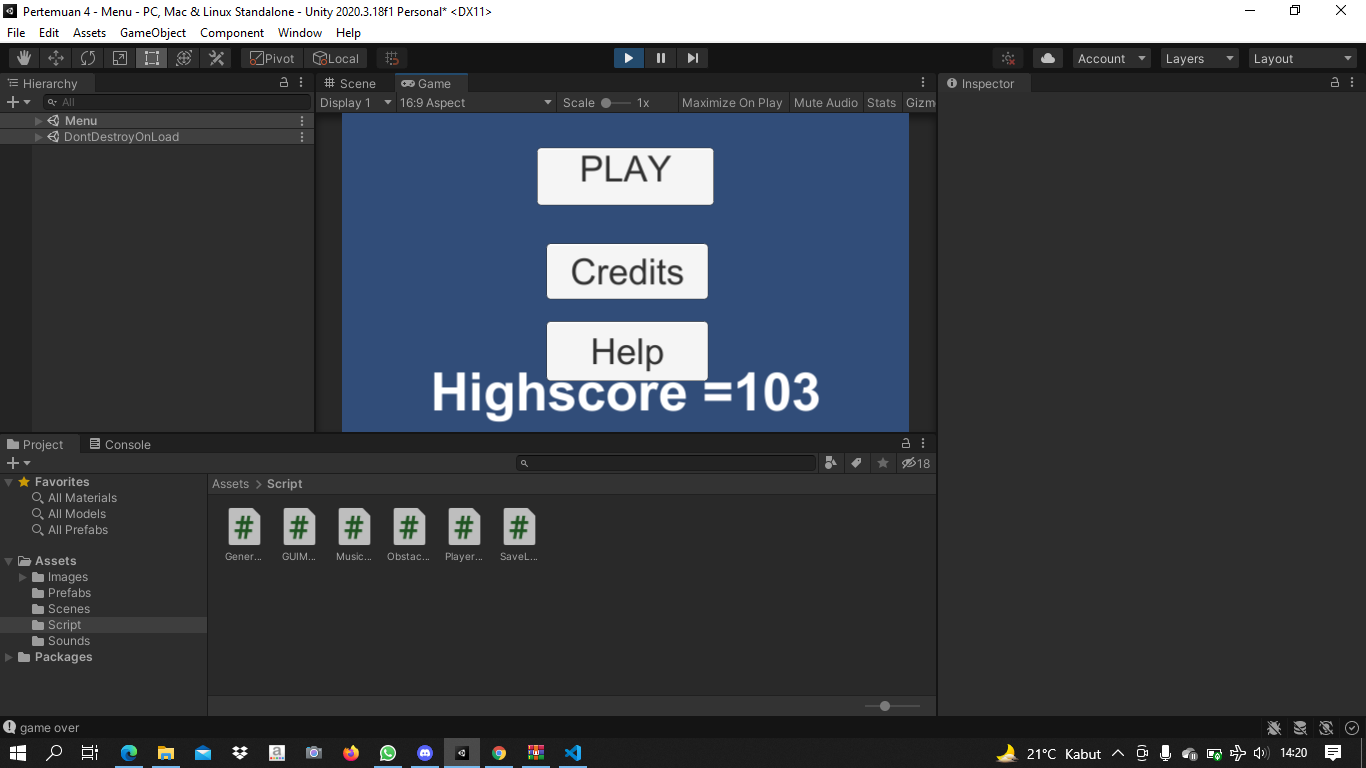 Pertemuan 4 - Menu - PC, Mac & Linux Standalone - Unity 2020.3.18f1 Personal* <DX11>
File Edit Assets GameObject Component Window Help
Pivot Local Account Layers Layout
Hierarchy Scene Game Inspector
All Display 1 16:9 Aspect Scale 1x Maximize On Play Mute Audio Stats Gizm
Menu
DontDestroyOnLoad
PLAY
Credits
Help
Highscore =103
Project Console
18
Favorites
All Materials
All Models
All Prefabs
Assets
Images
Prefabs
Scenes
Script
Sounds
Packages
Assets > Script
Gener... GUIM... Music... Obstac... Player... SaveL...
game over
21°C Kabut 14:20